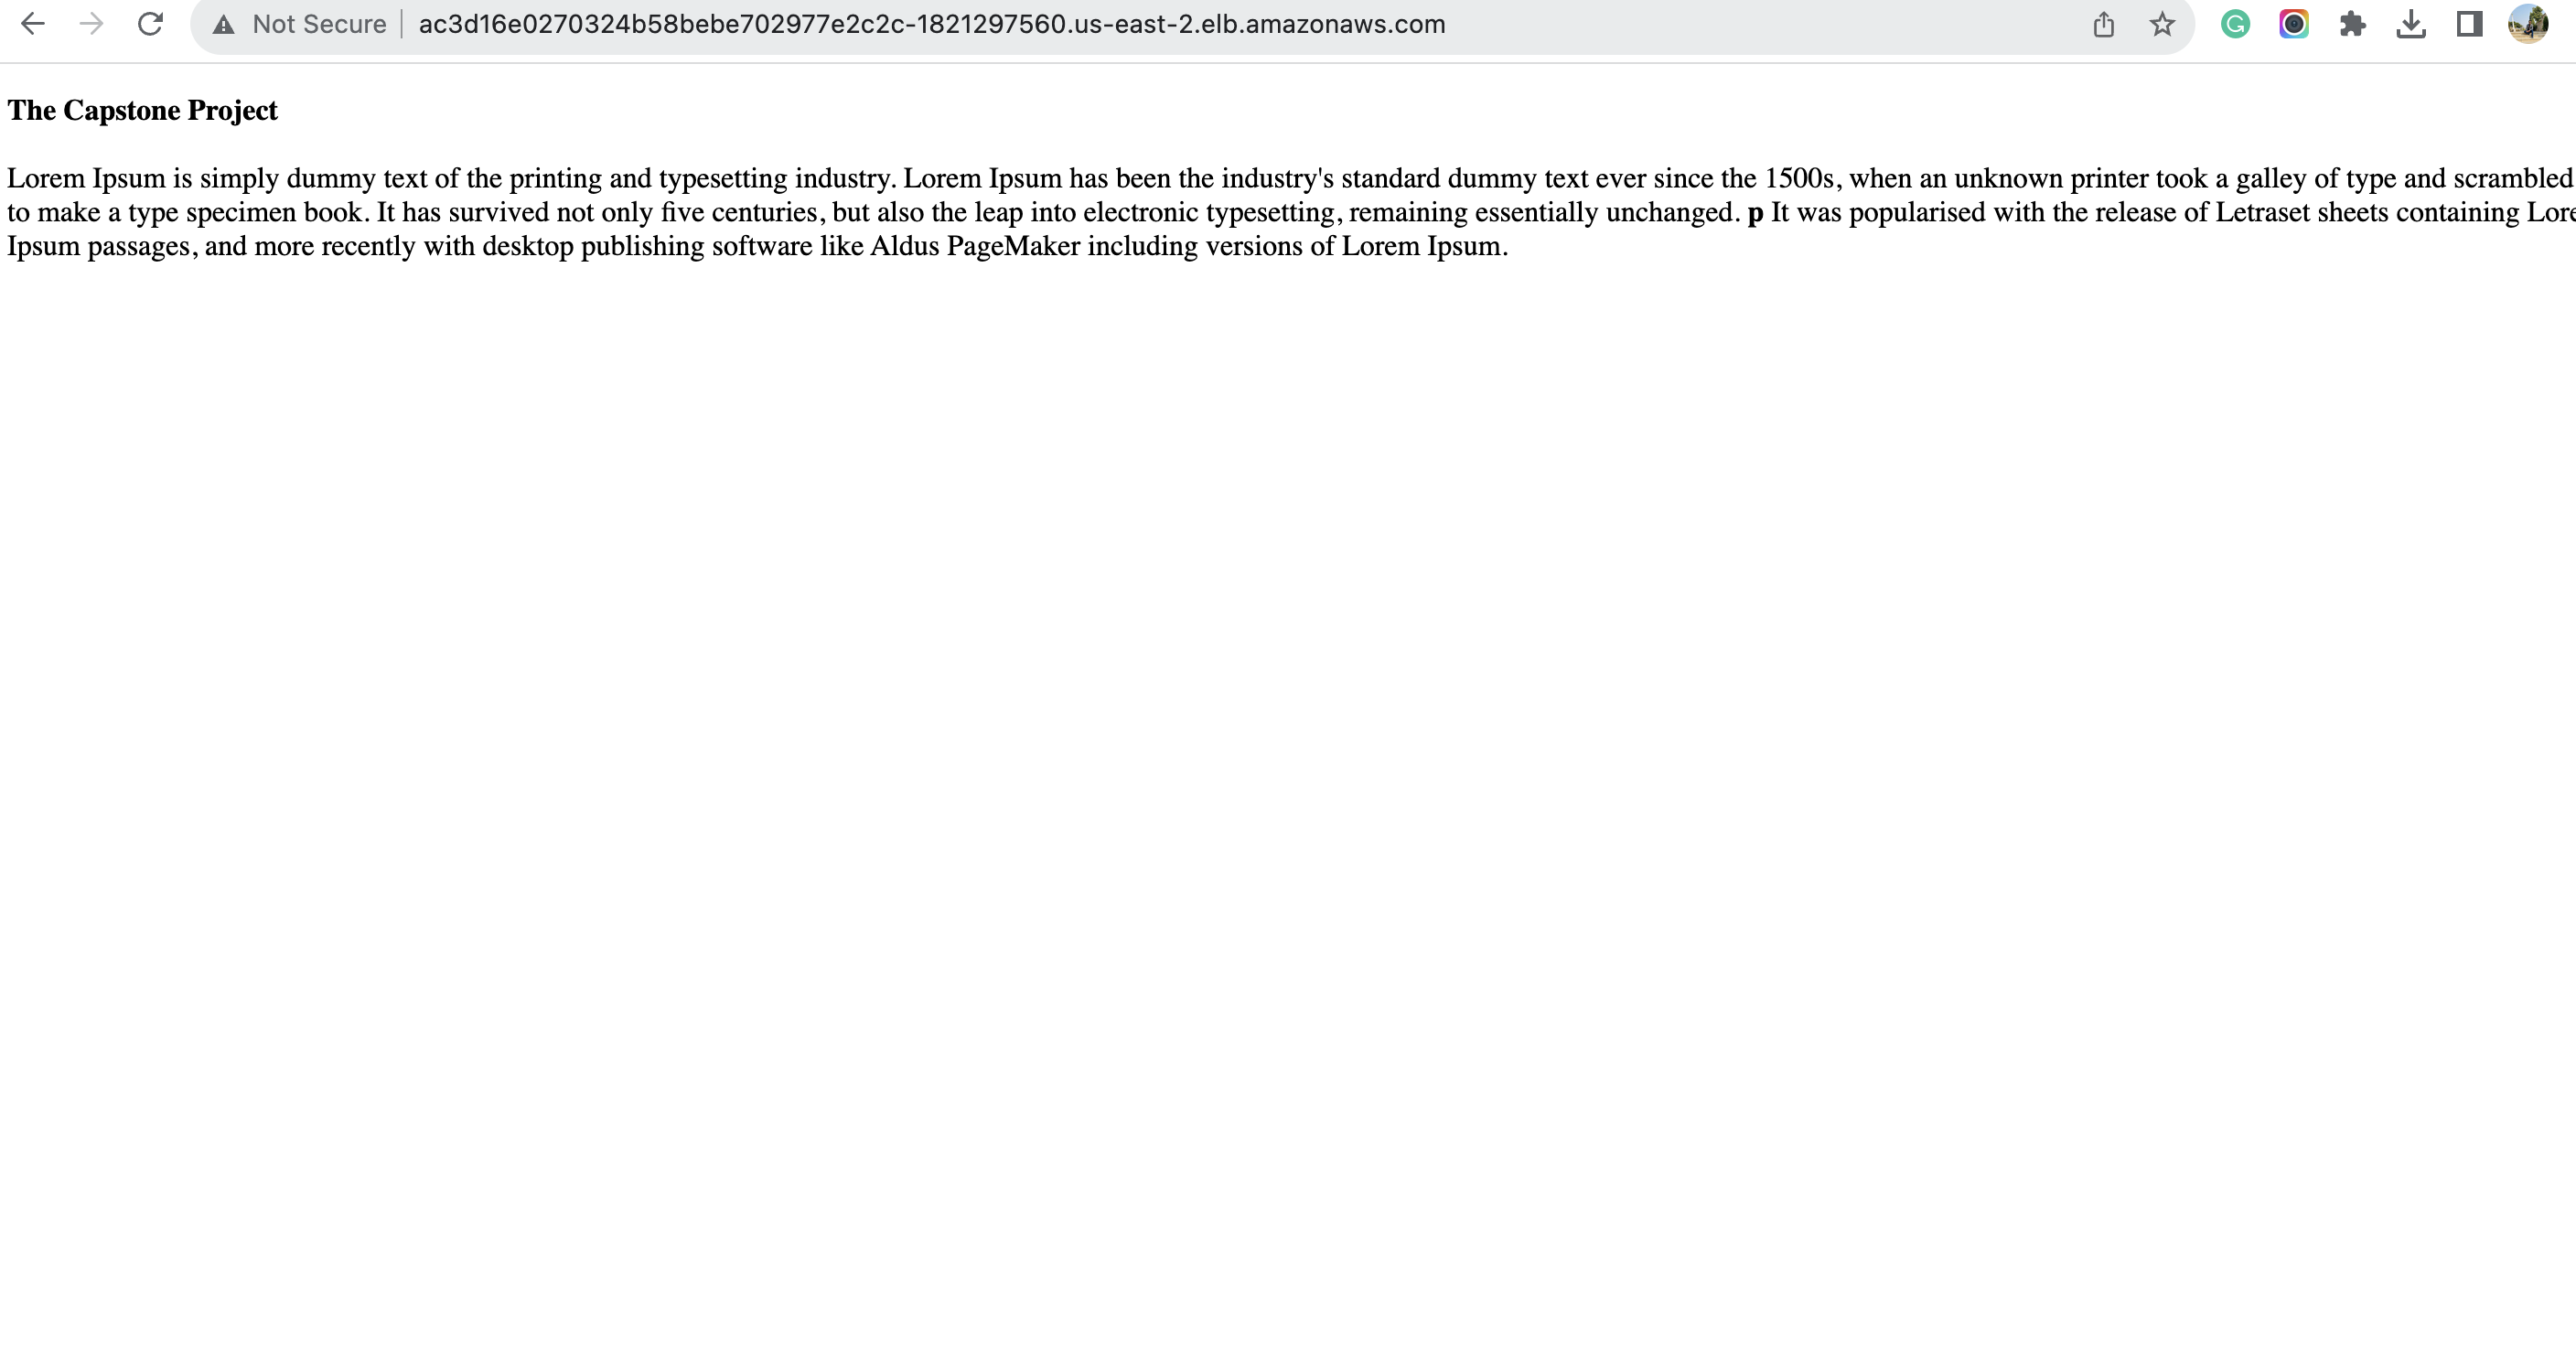 Not Secure ac3d16e0270324b58bebe702977e2c2c-1821297560.us-east-2.elb.amazonaws.com
The Capstone Project
Lorem Ipsum is simply dummy text of the printing and typesetting industry. Lorem Ipsum has been the industry's standard dummy text ever since the 1500s, when an unknown printer took a galley of type and scrambled
to make a type specimen book. It has survived not only five centuries, but also the leap into electronic typesetting, remaining essentially unchanged. p It was popularised with the release of Letraset sheets containing Lore
Ipsum passages, and more recently with desktop publishing software like Aldus PageMaker including versions of Lorem Ipsum.